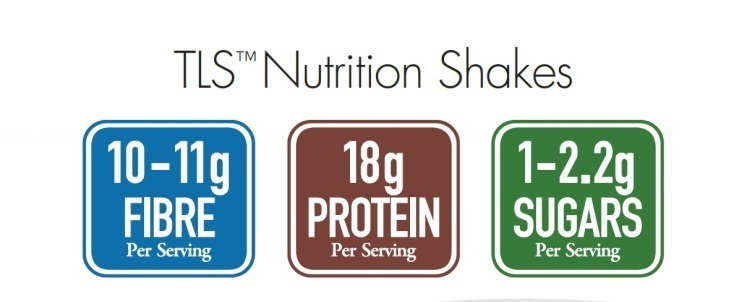 TLS™ Nutrition Shakes
10-11g
FIBRE
Per Serving
18g
PROTEIN
Per Serving
1-2.2g
SUGARS
Per Serving